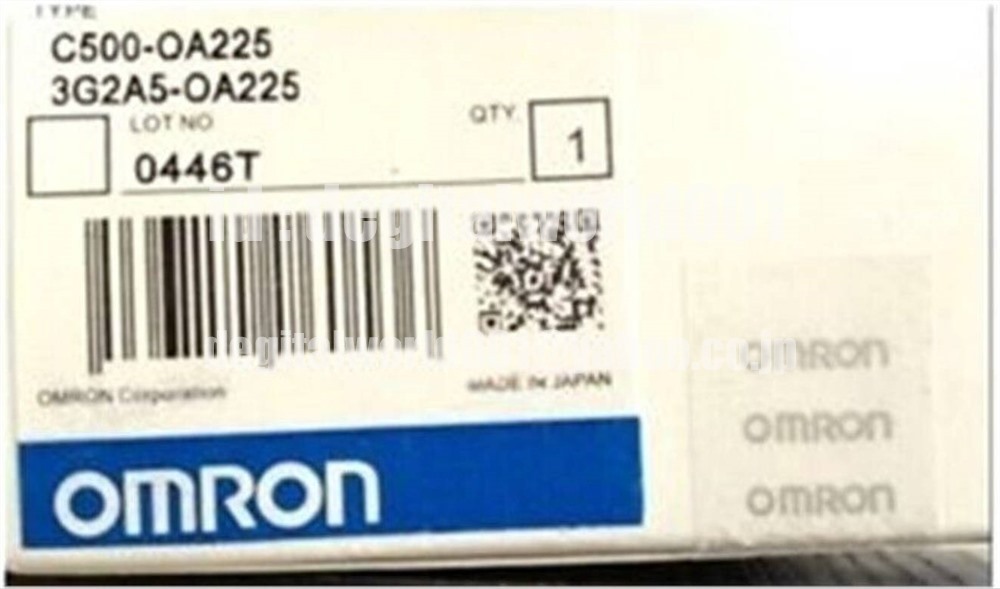 TYPE
C500-OA225
3G2A5-OA225
LOT NO
QTY.
0446T
1
OMRON Corporation
MADE IN JAPAN
OMRON
OMRON
OMRON
OMRON